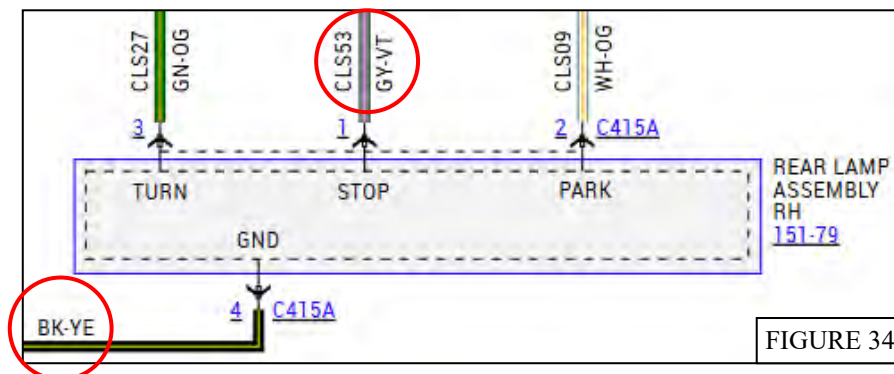 CLS27
GN-OG
CLS53
GY-VT
CLS09
WH-OG
3
1
2 C415A
TURN
STOP
PARK
REAR LAMP
ASSEMBLY
RH
151-79
GND
4 C415A
BK-YE
FIGURE 34